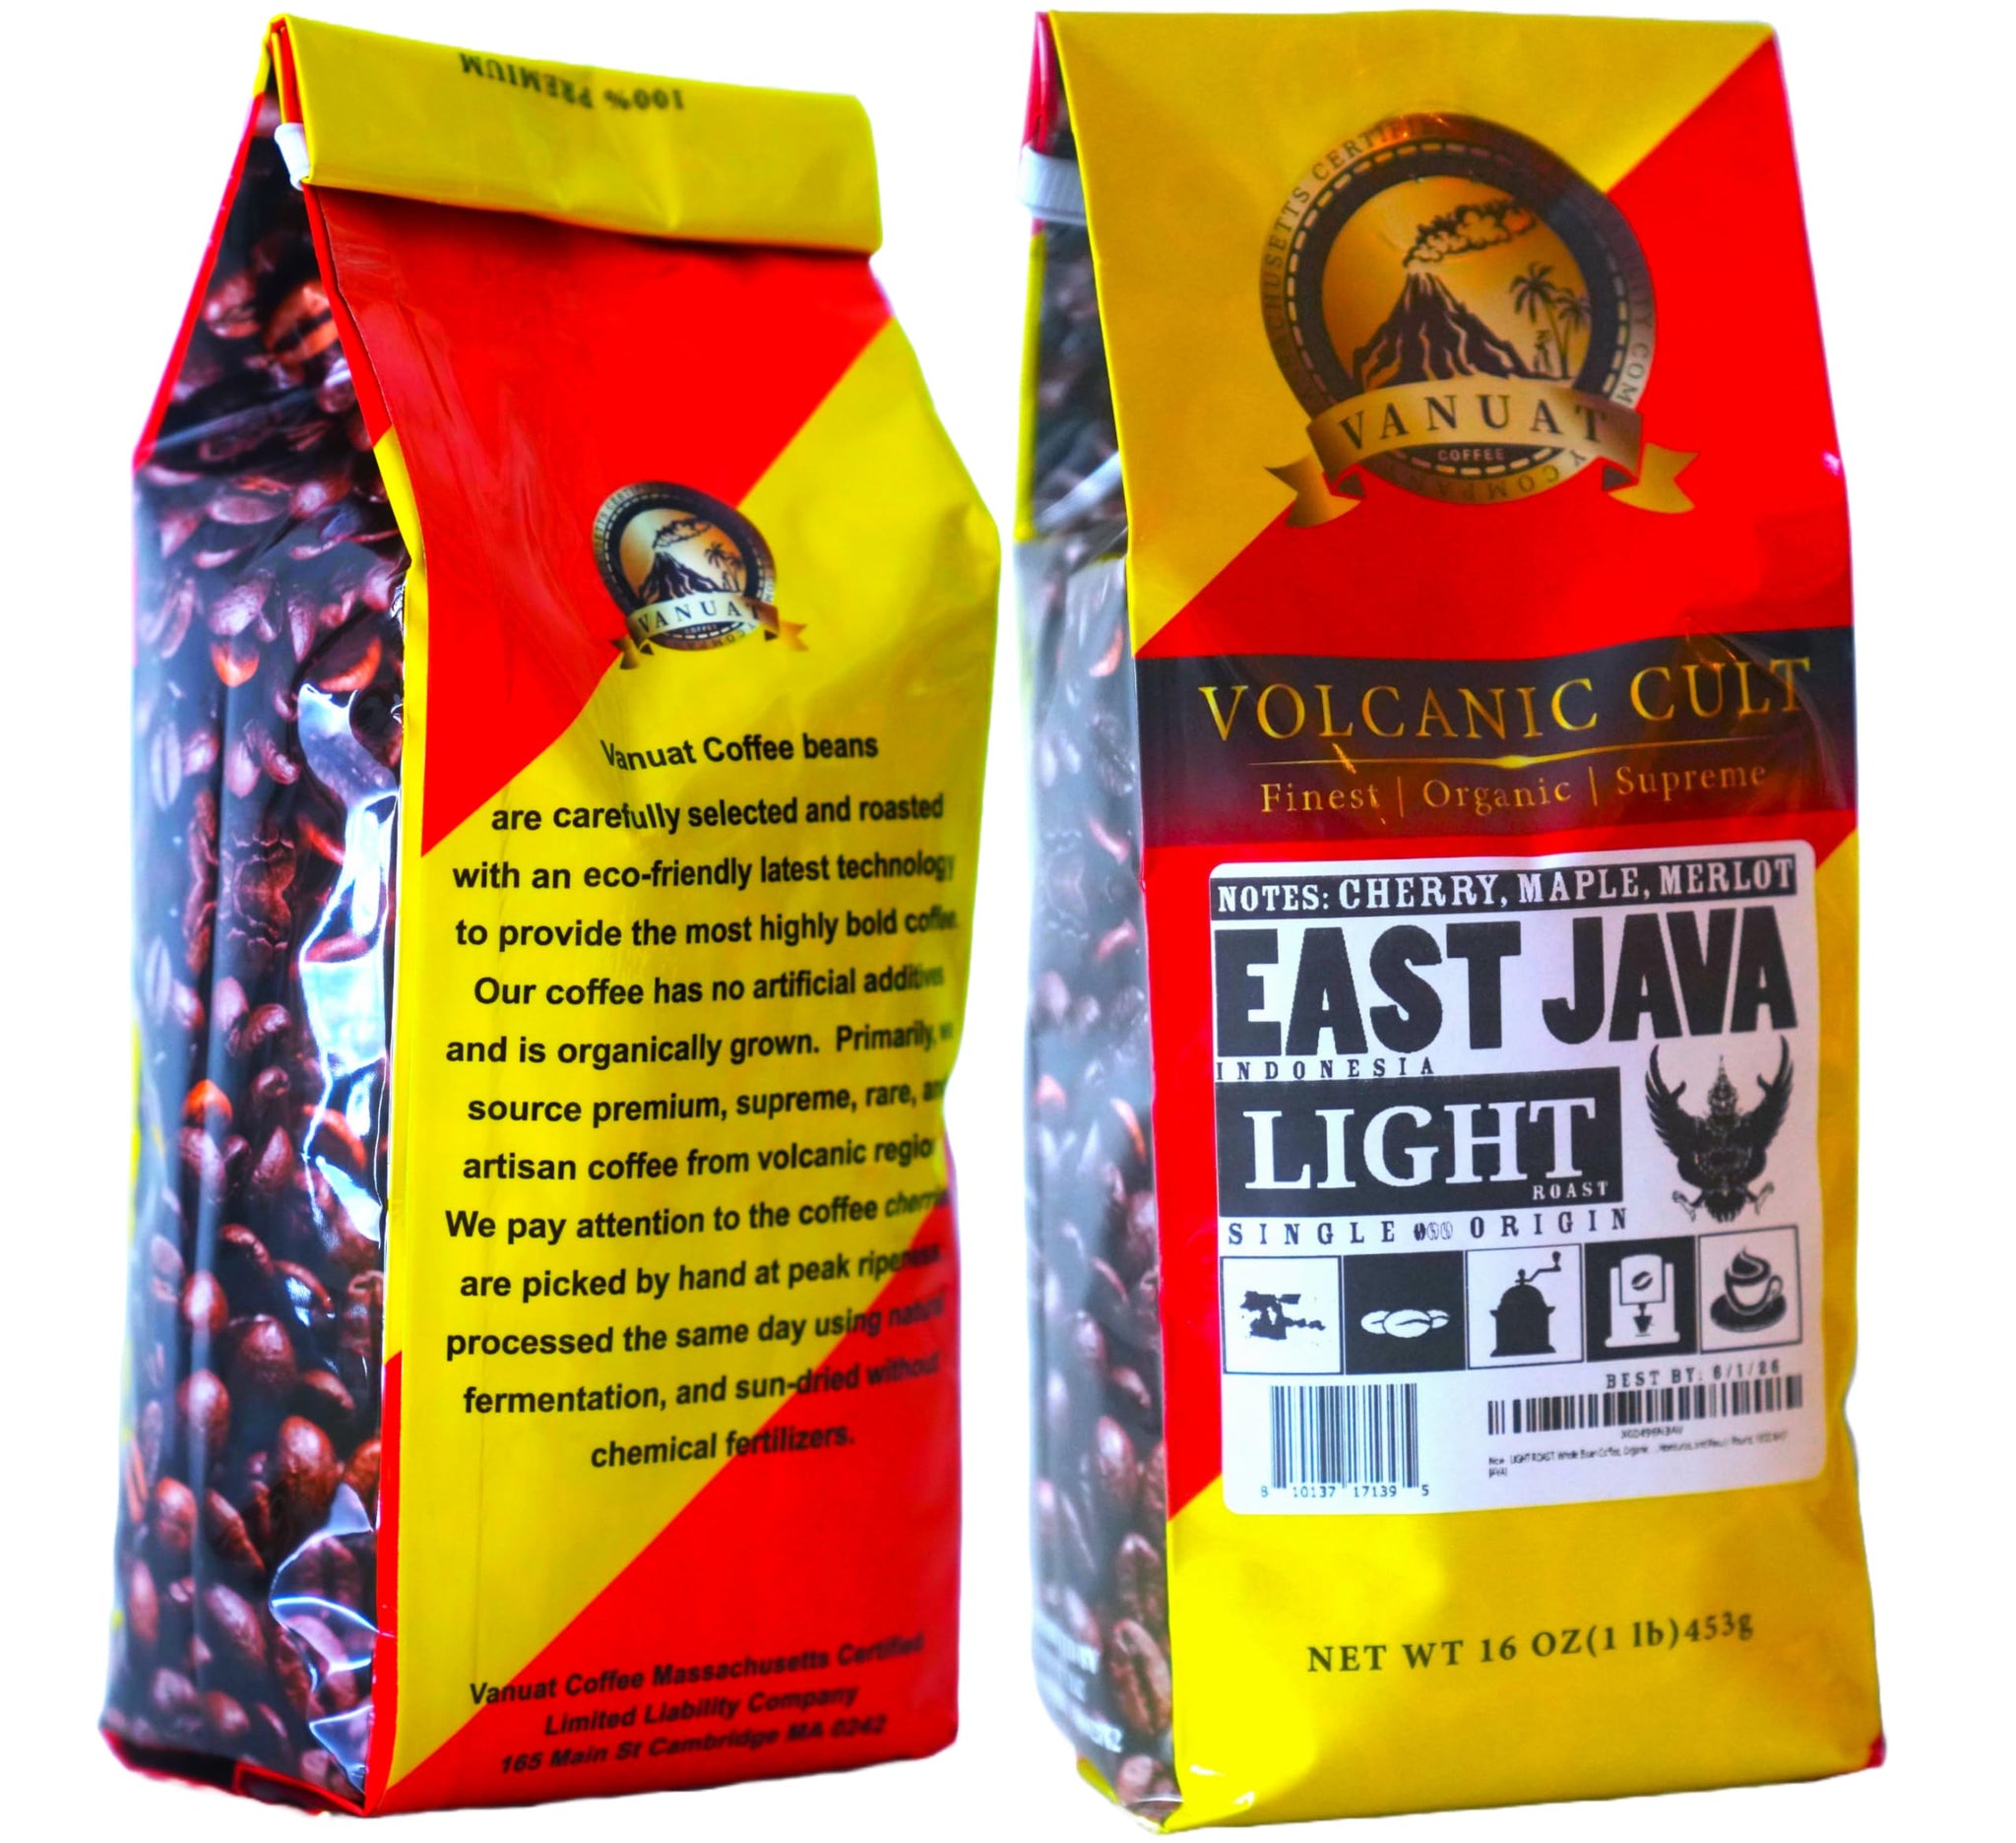 100% PREMIUM
VANUAT
COFFEE
Vanuat Coffee beans
are carefully selected and roasted
with an eco-friendly latest technology
to provide the most highly bold coffee.
Our coffee has no artificial additives
and is organically grown. Primarily,
source premium, supreme, rare,
artisan coffee from volcanic
We pay attention to the coffee
are picked by hand at peak ripeness
processed the same day using natural
fermentation, and sun-dried without
chemical fertilizers.
Vanuat Coffee Massachusetts Certified
Limited Liability Company
165 Main St Cambridge MA 0242
VANUAT
COFFEE
COMPANY
VOLCANIC CULT
Finest | Organic | Supreme
NOTES: CHERRY, MAPLE, MERLOT
EAST JAVA
INDONESIA
LIGHT
ROAST
SINGLE ORIGIN
BEST BY: 6/1/26
8 10137 17139 5
NET WT 16 OZ(1 lb)453g